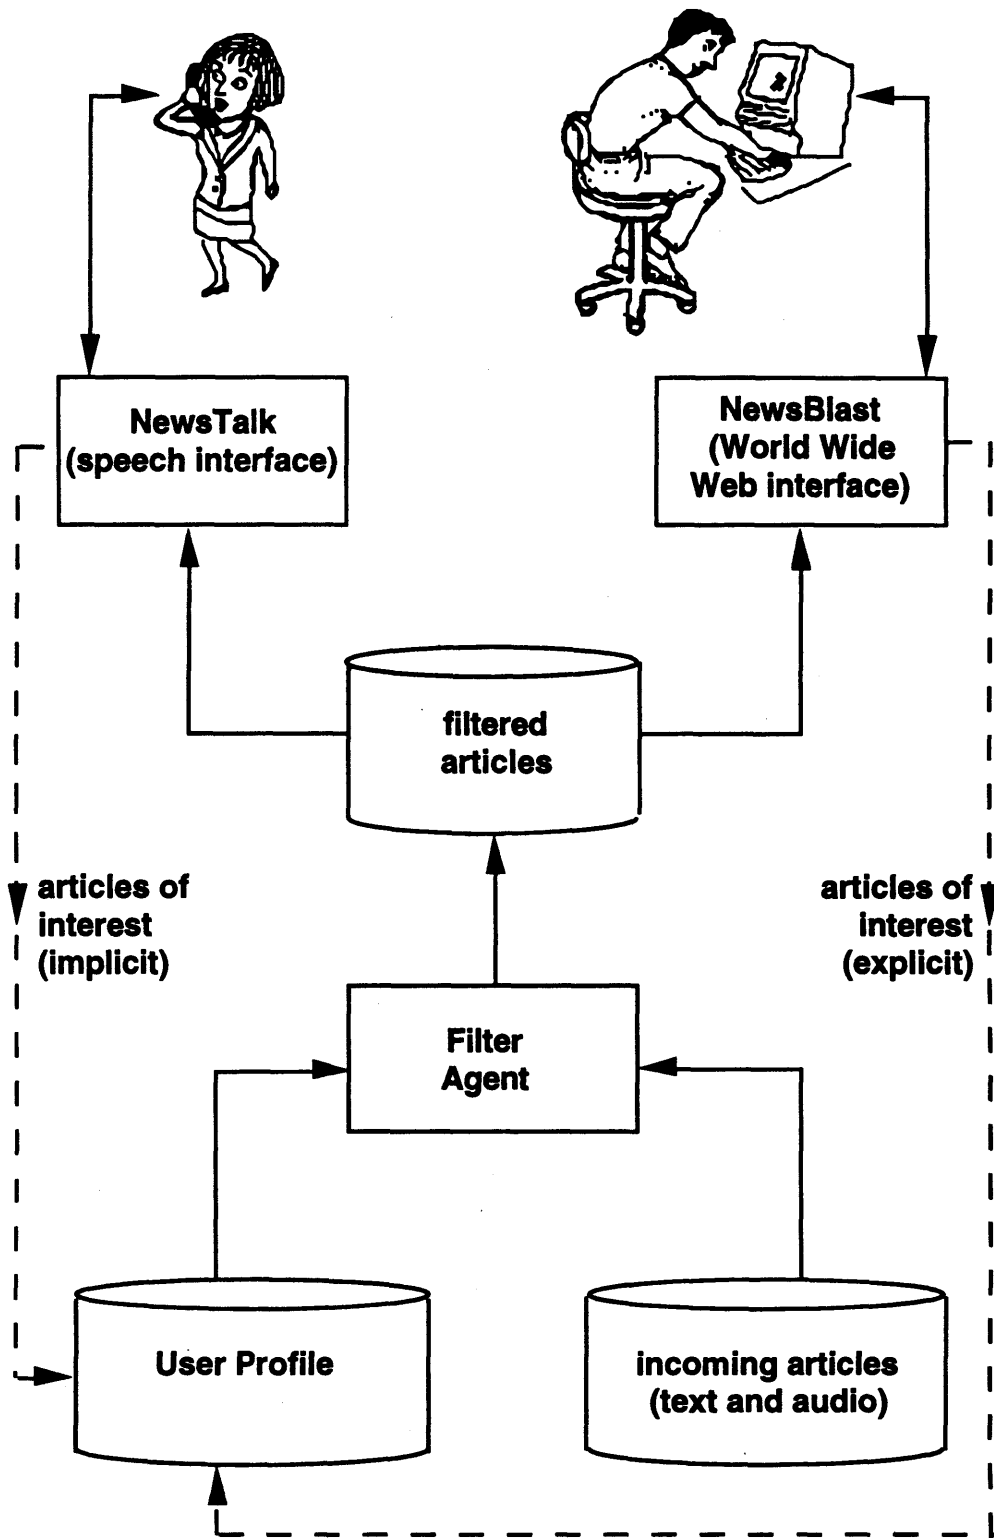 NewsTalk
(speech interface)
NewsBlast
(World Wide
Web interface)
filtered
articles
articles of
interest
(implicit)
articles of
interest
(explicit)
Filter
Agent
User Profile
incoming articles
(text and audio)